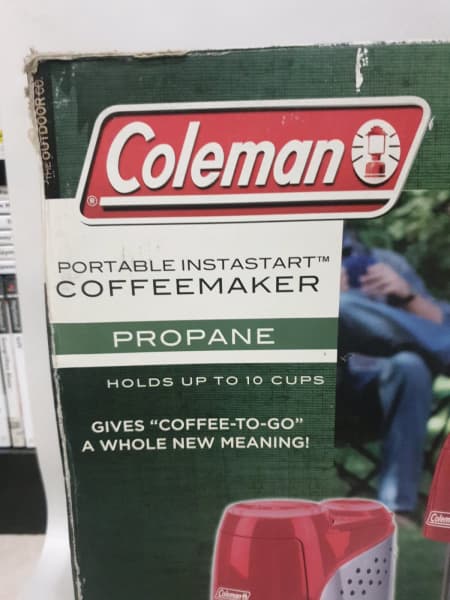 THE OUTDOOR CO.
Coleman
®
PORTABLE INSTASTART™
COFFEEMAKER
PROPANE
HOLDS UP TO 10 CUPS
GIVES "COFFEE-TO-GO"
A WHOLE NEW MEANING!
Coleman
Colem